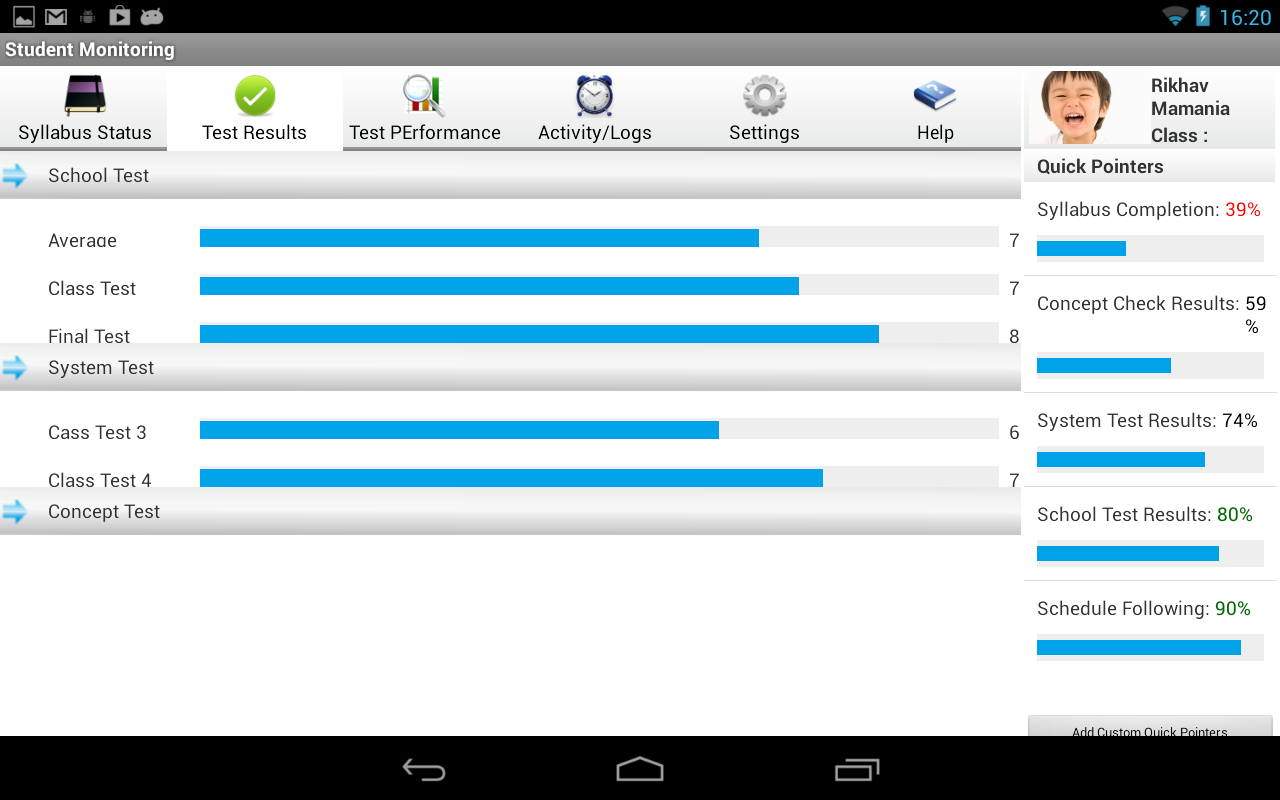 16:20
Student Monitoring
Syllabus Status
Test Results
Test PErformance
Activity/Logs
Settings
Help
Rikhav
Mamania
Class :
School Test
Average 7
Class Test 7
Final Test 8
System Test
Cass Test 3 6
Class Test 4 7
Concept Test
Quick Pointers
Syllabus Completion: 39%
Concept Check Results: 59
%
System Test Results: 74%
School Test Results: 80%
Schedule Following: 90%
Add Custom Quick Pointers